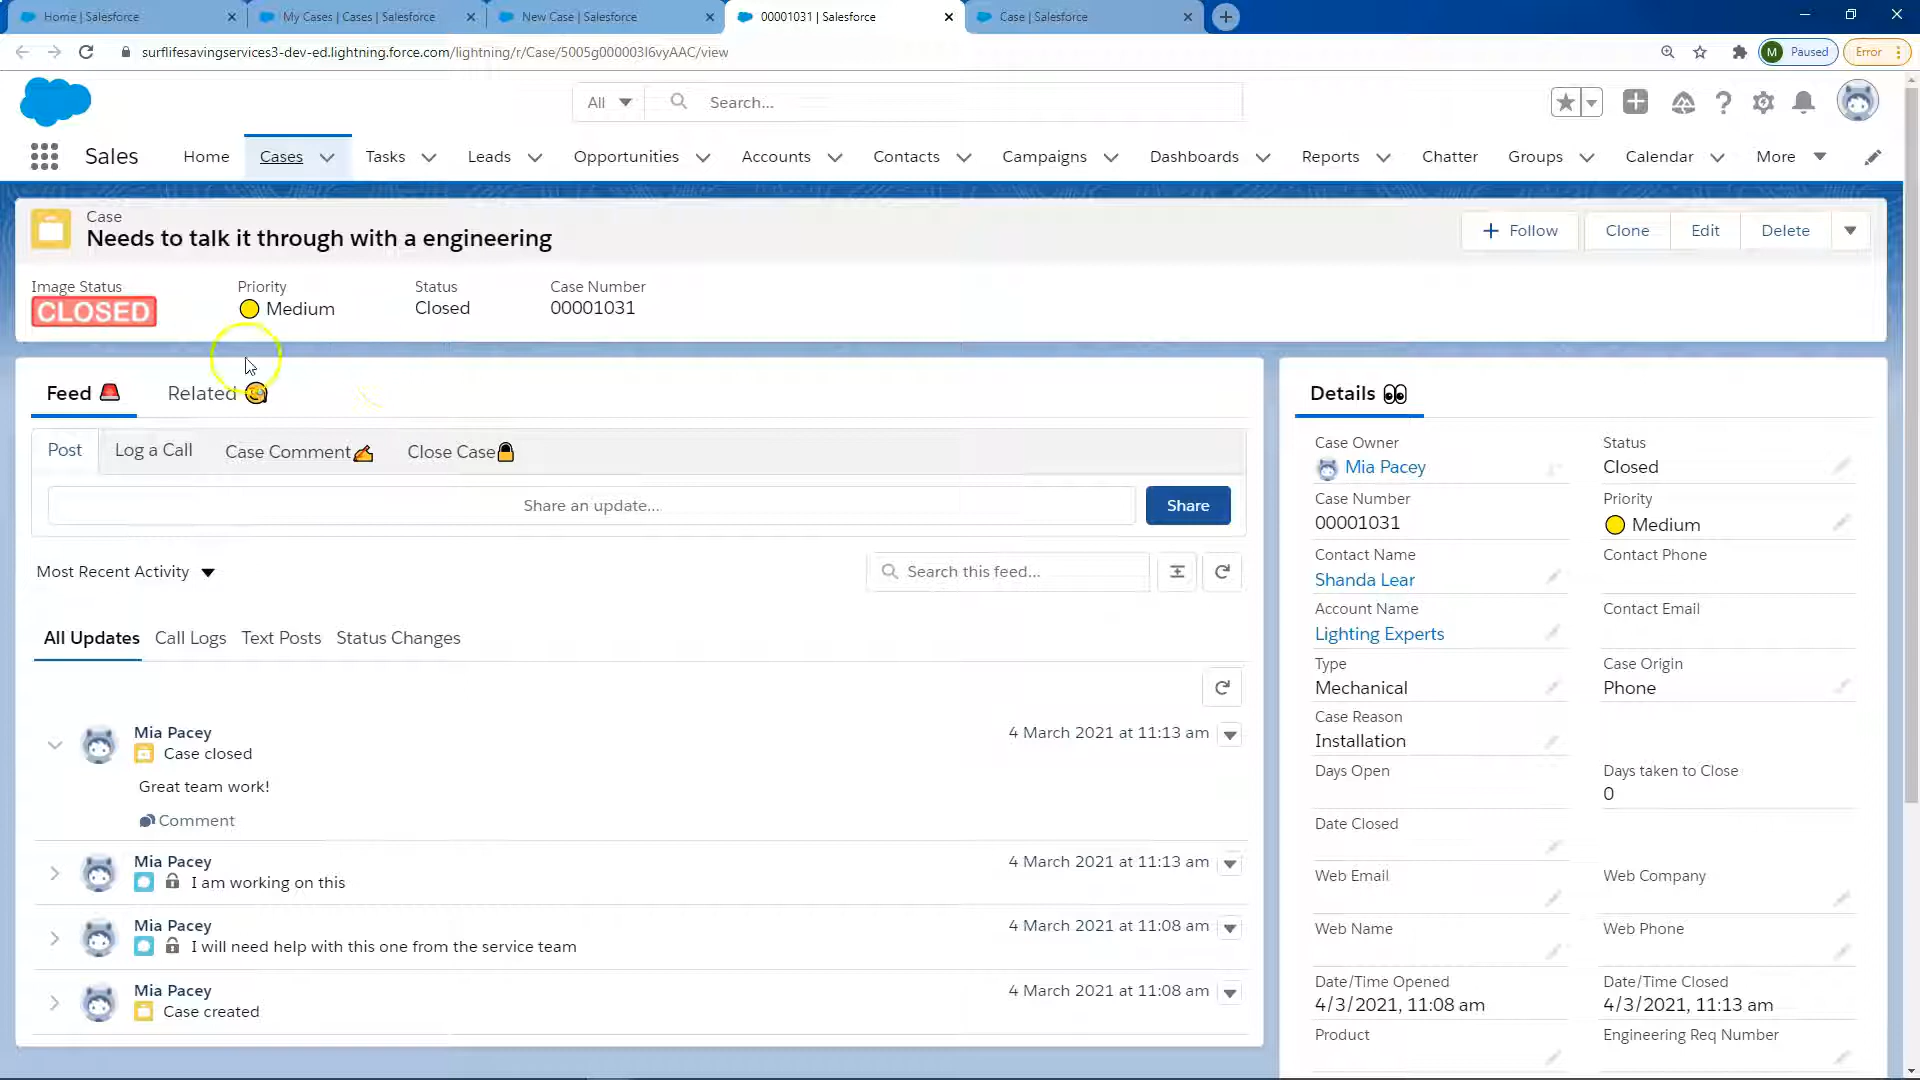 Home | Salesforce
My Cases | Cases | Salesforce
New Case | Salesforce
00001031 | Salesforce
Case | Salesforce
surflifesavingservices3-dev-ed.lightning.force.com/lightning/r/Case/5005g000003I6vyAAC/view
M Paused
Error
All
Search...
Sales
Home
Cases
Tasks
Leads
Opportunities
Accounts
Contacts
Campaigns
Dashboards
Reports
Chatter
Groups
Calendar
More
Case
Needs to talk it through with a engineering
+ Follow
Clone
Edit
Delete
Image Status
CLOSED
Priority
Medium
Status
Closed
Case Number
00001031
Feed
Related
Post
Log a Call
Case Comment
Close Case
Share an update...
Share
Most Recent Activity
Search this feed...
All Updates
Call Logs
Text Posts
Status Changes
Mia Pacey
4 March 2021 at 11:13 am
Case closed
Great team work!
Comment
Mia Pacey
4 March 2021 at 11:13 am
I am working on this
Mia Pacey
4 March 2021 at 11:08 am
I will need help with this one from the service team
Mia Pacey
4 March 2021 at 11:08 am
Case created
Details
Case Owner
Mia Pacey
Status
Closed
Case Number
00001031
Priority
Medium
Contact Name
Shanda Lear
Contact Phone
Account Name
Lighting Experts
Contact Email
Type
Mechanical
Case Origin
Phone
Case Reason
Installation
Days Open
Days taken to Close
0
Date Closed
Web Email
Web Company
Web Name
Web Phone
Date/Time Opened
4/3/2021, 11:08 am
Date/Time Closed
4/3/2021, 11:13 am
Product
Engineering Req Number